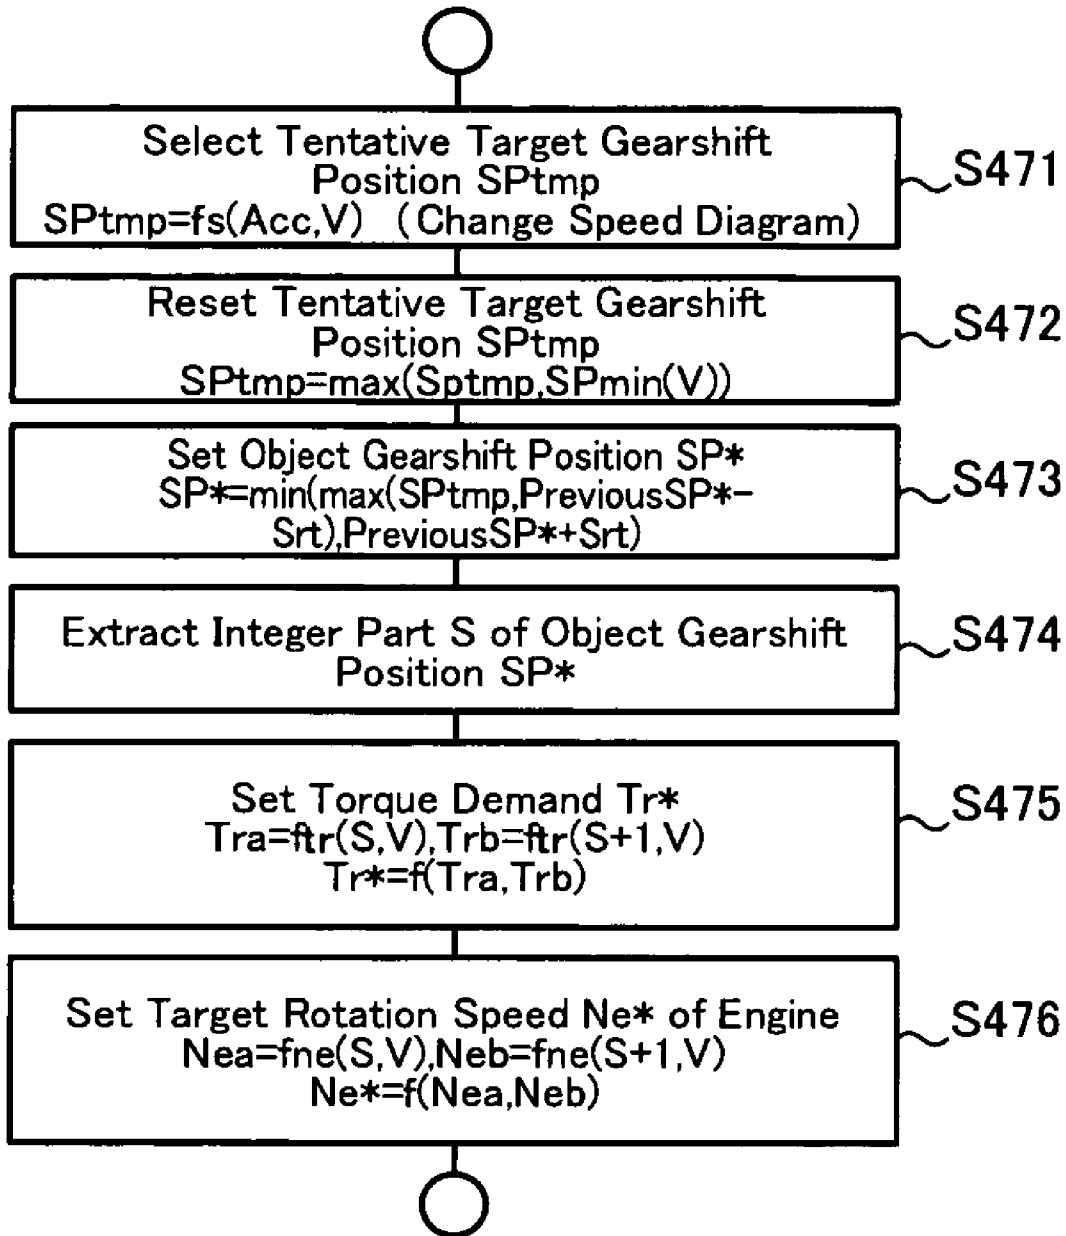 Select Tentative Target Gearshift
Position SPtmp
SPtmp=fs(Acc,V) (Change Speed Diagram)
S471
Reset Tentative Target Gearshift
Position SPtmp
SPtmp=max(Sptmp,SPmin(V))
S472
Set Object Gearshift Position SP*
SP*=min(max(SPtmp,PreviousSP*-
Srt),PreviousSP*+Srt)
S473
Extract Integer Part S of Object Gearshift
Position SP*
S474
Set Torque Demand Tr*
Tra=ftr(S,V),Trb=ftr(S+1,V)
Tr*=f(Tra,Trb)
S475
Set Target Rotation Speed Ne* of Engine
Nea=fne(S,V),Neb=fne(S+1,V)
Ne*=f(Nea,Neb)
S476